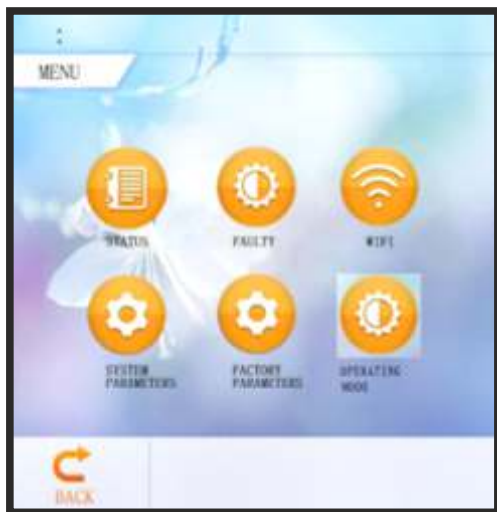 :
MENU
STATUS
FAULTY
WIFI
SYSTEM
PARAMETERS
FACTORY
PARAMETERS
OPERATING
MODE
BACK